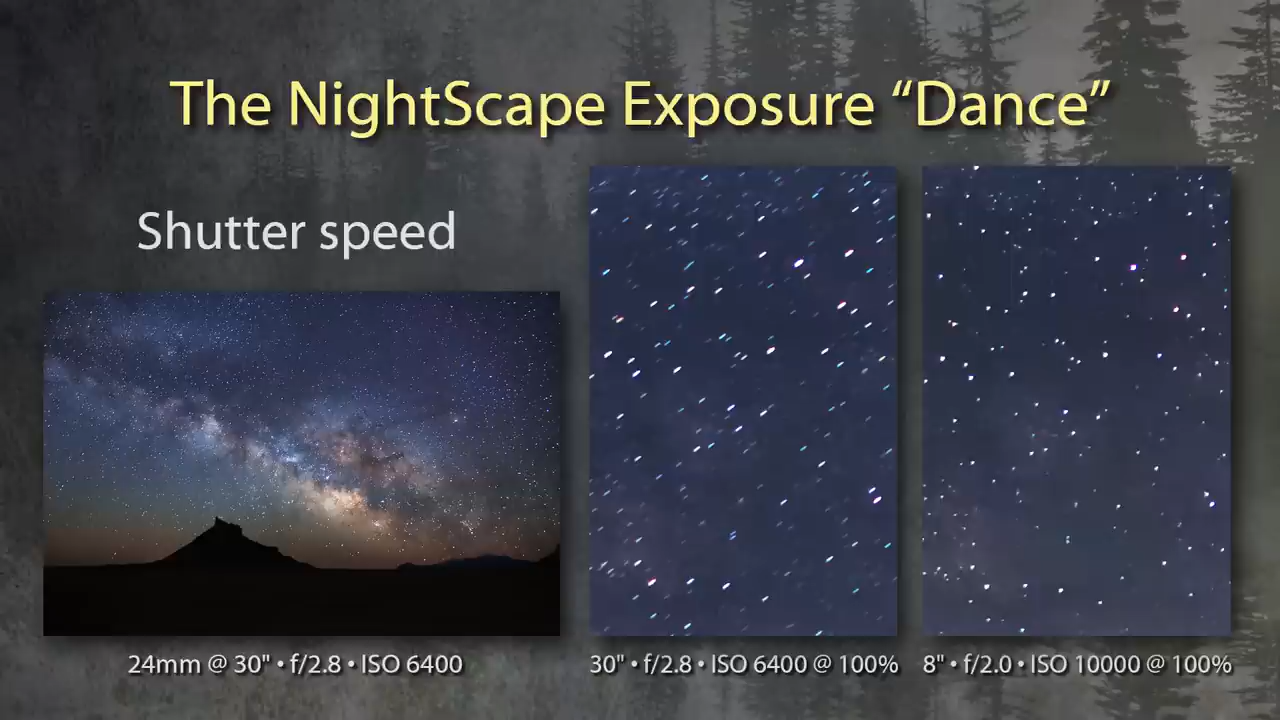 The NightScape Exposure “Dance”
Shutter speed
24mm @ 30" • f/2.8 • ISO 6400
30" • f/2.8 • ISO 6400 @ 100%
8" • f/2.0 • ISO 10000 @ 100%